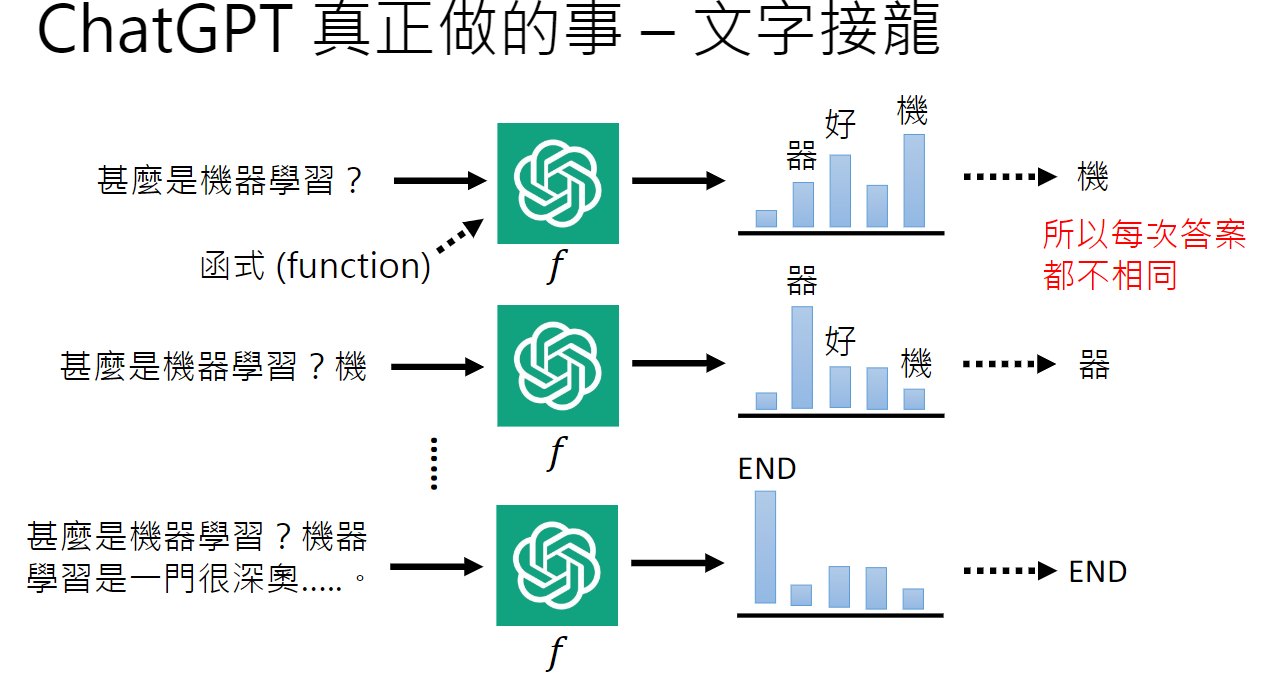 ChatGPT 真正做的事 – 文字接龍
甚麼是機器學習？
器
好
機
機
函式 (function)
f
所以每次答案
都不相同
甚麼是機器學習？機
器
好
機
器
f
甚麼是機器學習？機器
學習是一門很深奧.....。
END
END
f